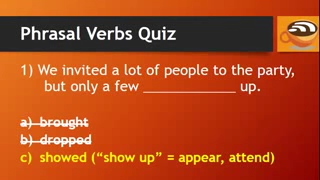 Phrasal Verbs Quiz
1) We invited a lot of people to the party,
but only a few ____________ up.
a) brought
b) dropped
c) showed (“show up” = appear, attend)